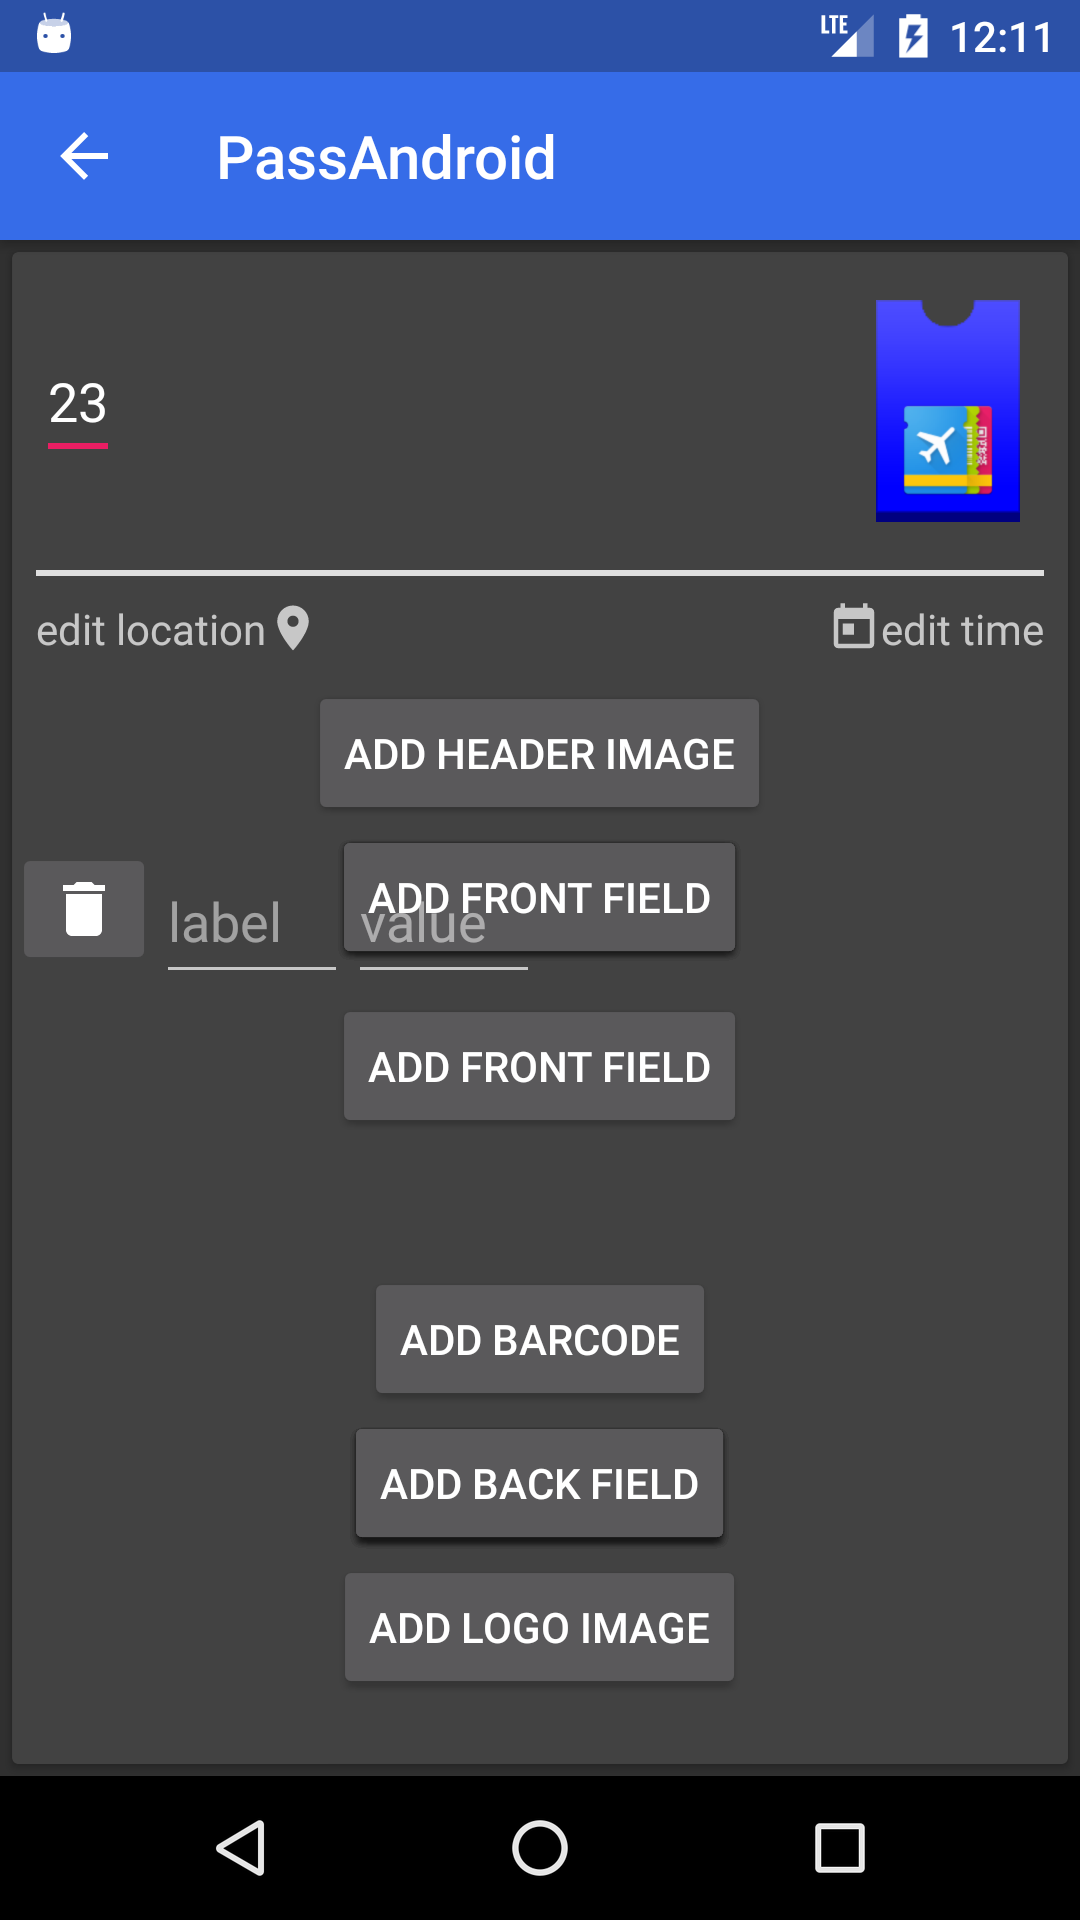 LTE 12:11
PassAndroid
23
edit location edit time
ADD HEADER IMAGE
ADD FRONT FIELD
label value
ADD FRONT FIELD
ADD BARCODE
ADD BACK FIELD
ADD LOGO IMAGE